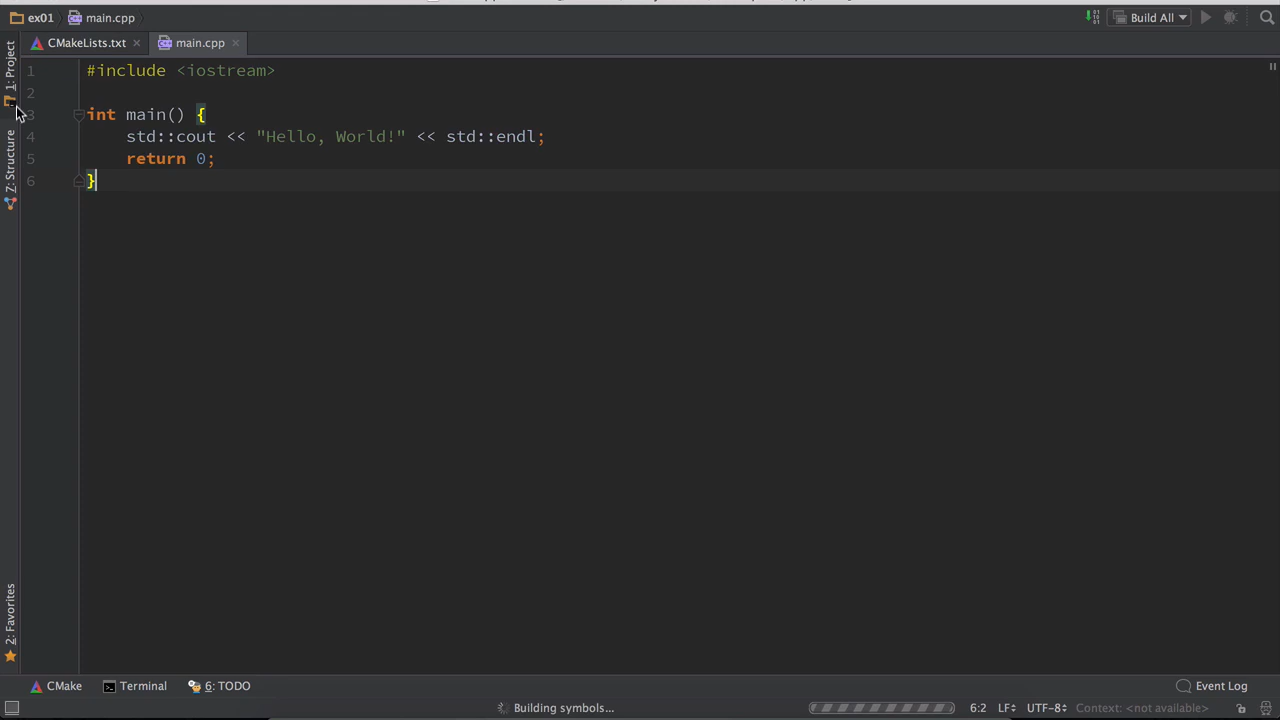 ex01 main.cpp Build All
CMakeLists.txt main.cpp
1: Project
Z: Structure
2: Favorites
1 #include <iostream>
2
3 int main() {
4     std::cout << "Hello, World!" << std::endl;
5     return 0;
6 }
CMake Terminal 6: TODO Event Log
Building symbols... 6:2 LF UTF-8 Context: <not available>